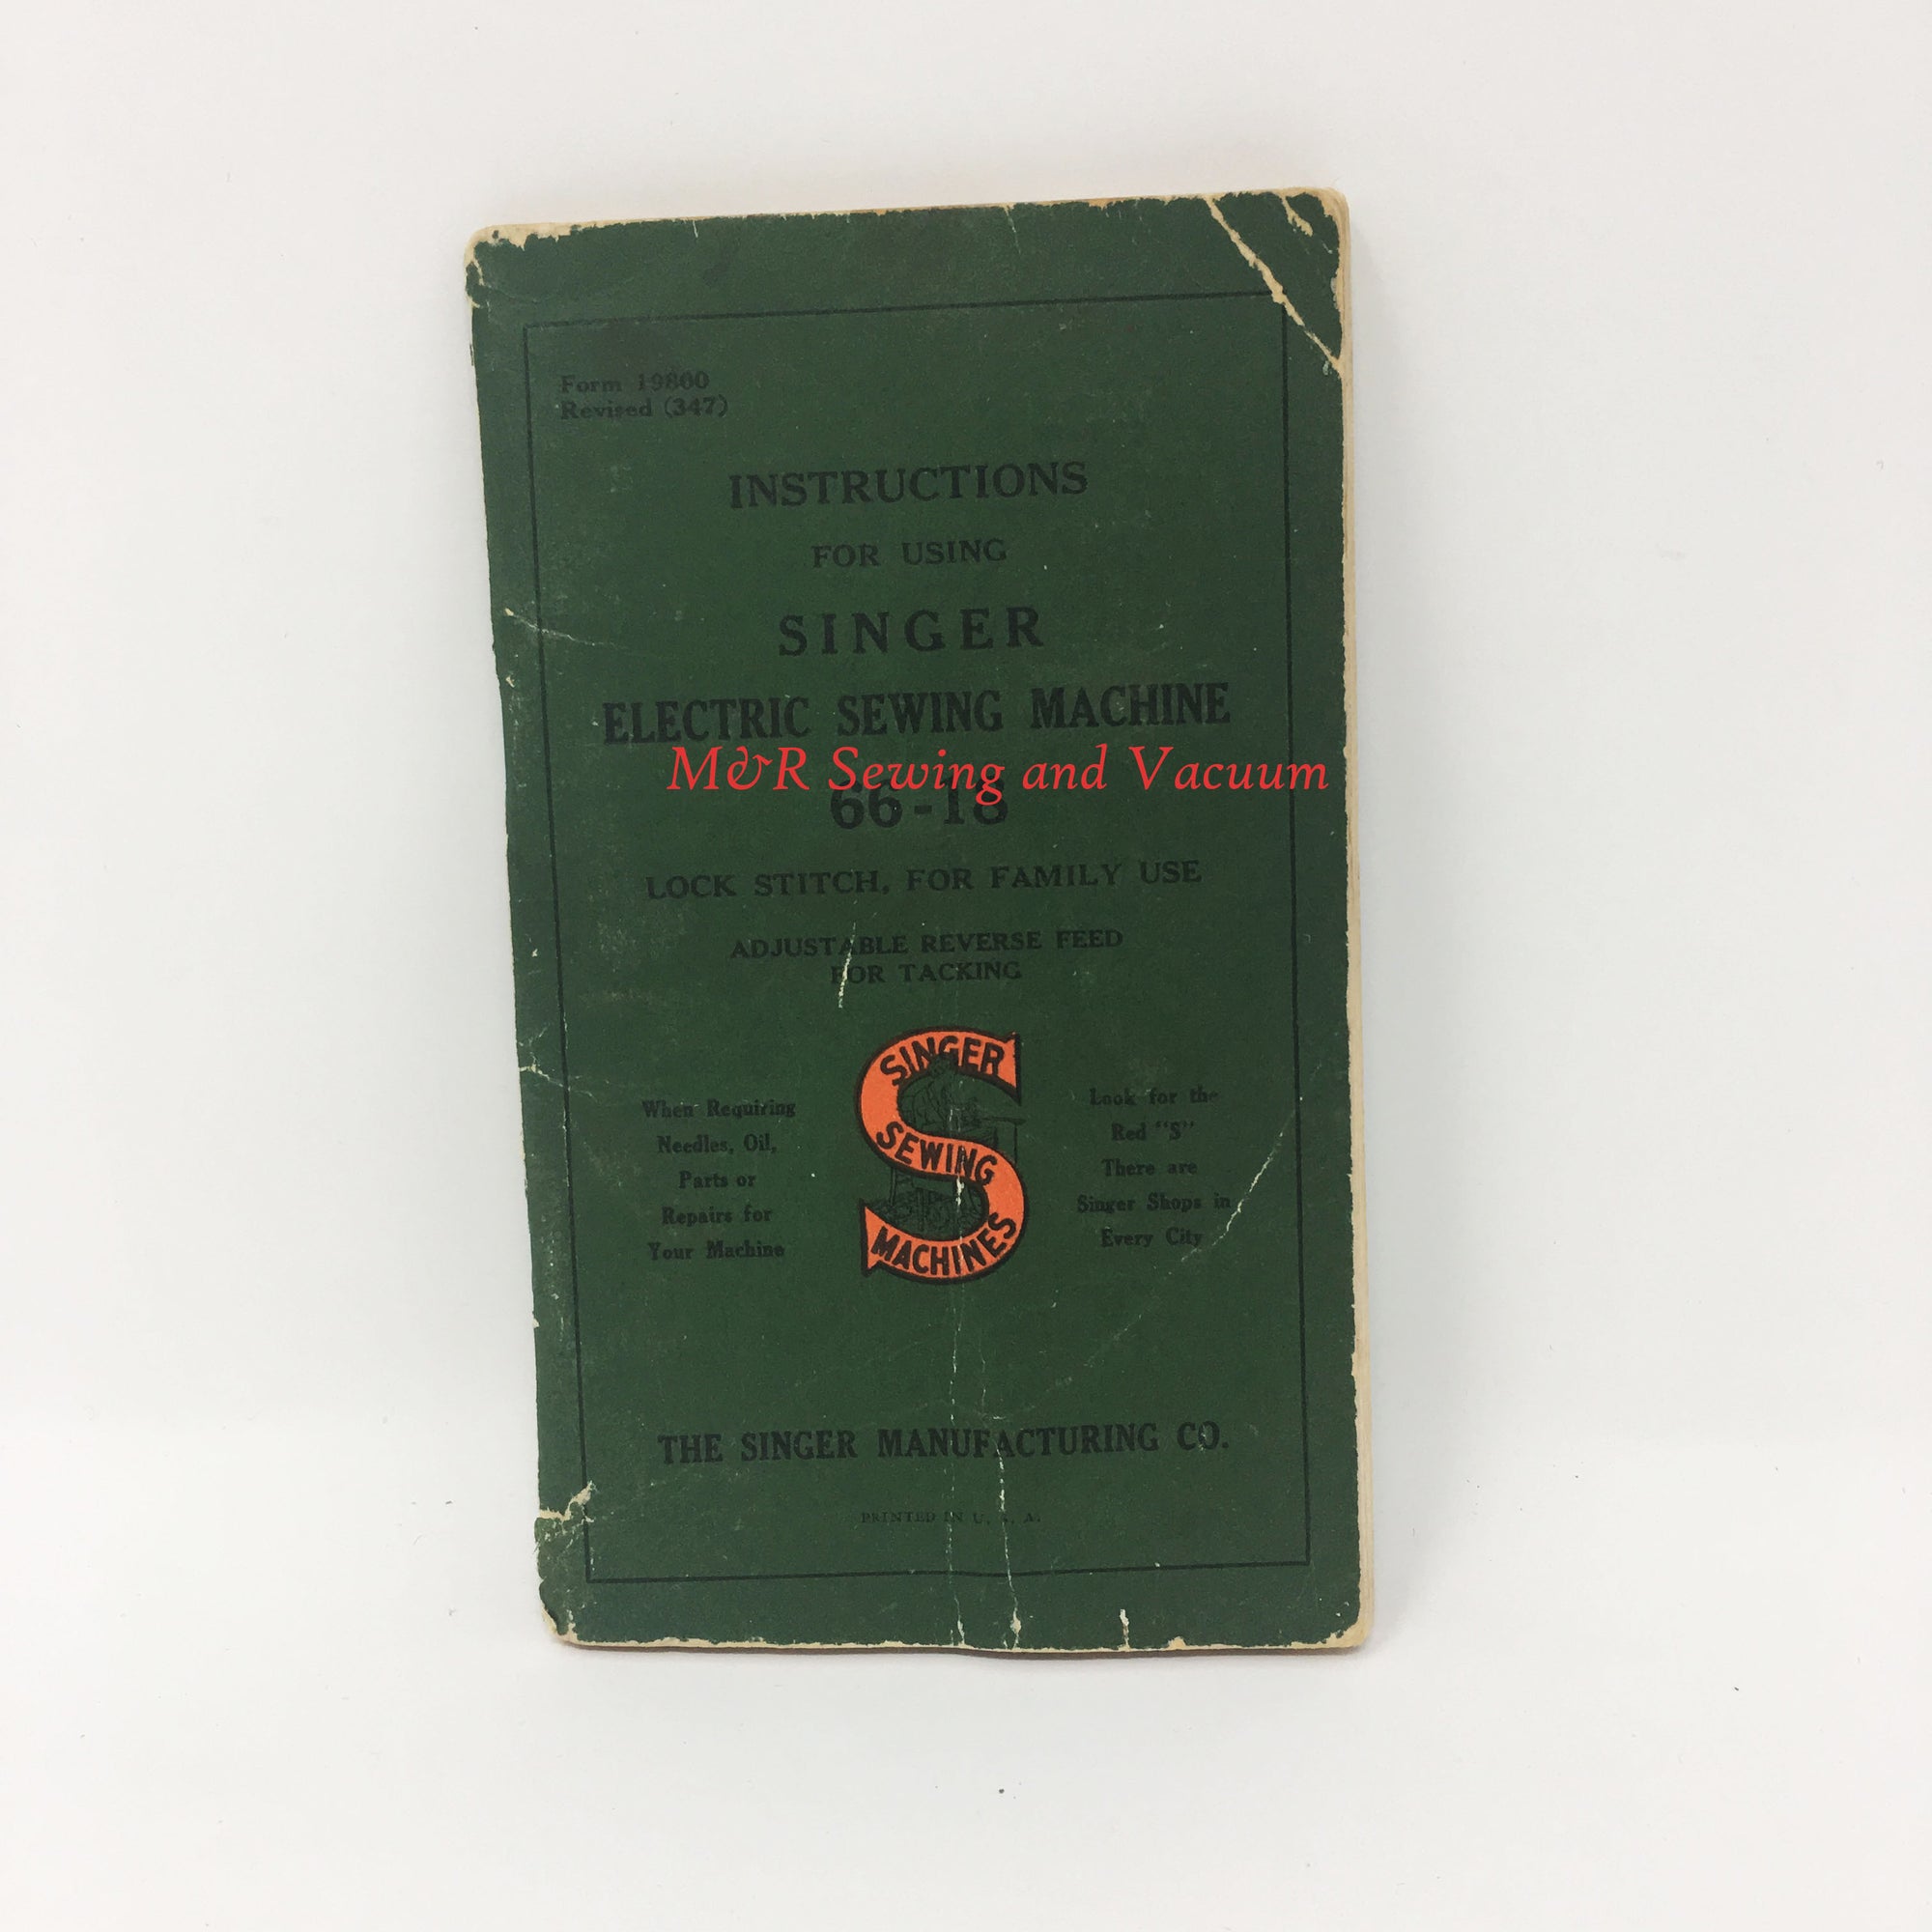 Form 19860
Revised (347)
INSTRUCTIONS
FOR USING
SINGER
ELECTRIC SEWING MACHINE
M&R Sewing and Vacuum
66-18
LOCK STITCH, FOR FAMILY USE
ADJUSTABLE REVERSE FEED
FOR TACKING
When Requiring
Needles, Oil,
Parts or
Repairs for
Your Machine
SINGER
SEWING
MACHINES
Look for the
Red "S"
There are
Singer Shops in
Every City
THE SINGER MANUFACTURING CO.
PRINTED IN U. S. A.